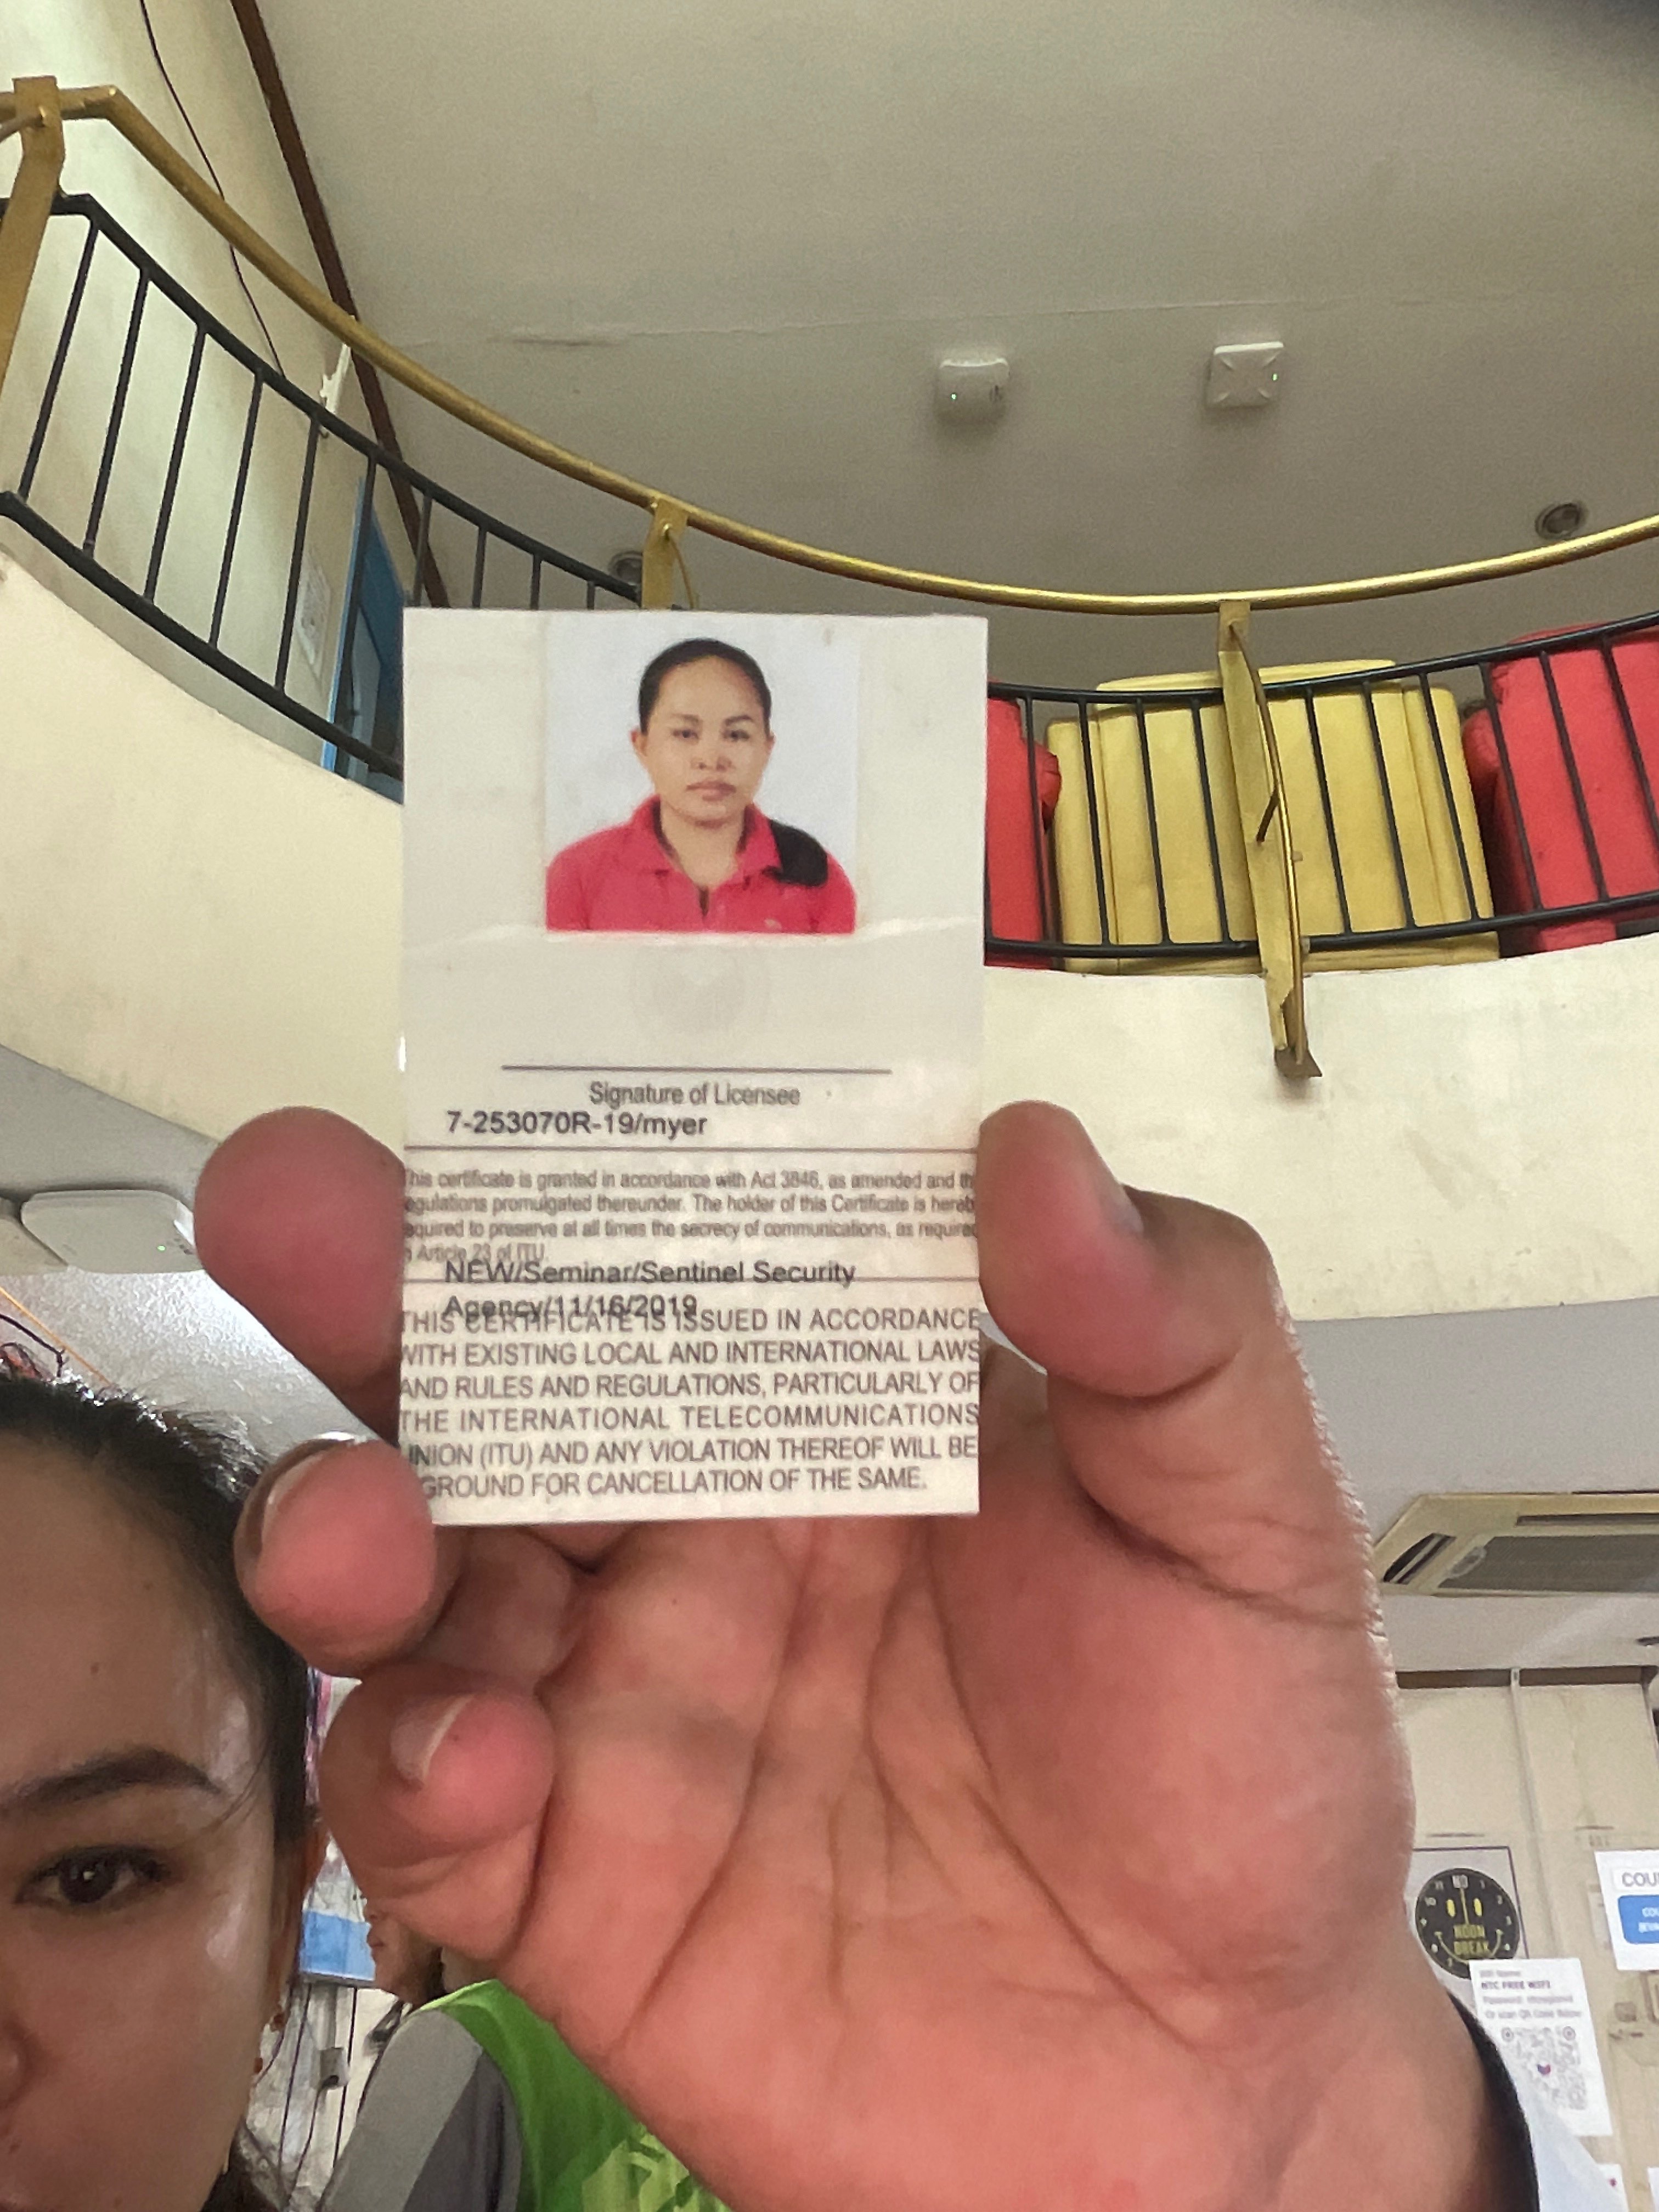 Signature of Licensee
7-253070R-19/myer
his certificate is granted in accordance with Act 3846, as amended and th
egulations promulgated thereunder. The holder of this Certificate is hereb
equired to preserve at all times the secrecy of communications, as require
Article 23 of ITU.
NEW/Seminar/Sentinel Security
Agency/11/16/2019
THIS CERTIFICATE IS ISSUED IN ACCORDANCE
WITH EXISTING LOCAL AND INTERNATIONAL LAWS
AND RULES AND REGULATIONS, PARTICULARLY OF
THE INTERNATIONAL TELECOMMUNICATIONS
UNION (ITU) AND ANY VIOLATION THEREOF WILL BE
GROUND FOR CANCELLATION OF THE SAME.
NOON
BREAK
COU
NTC FREE WIFI